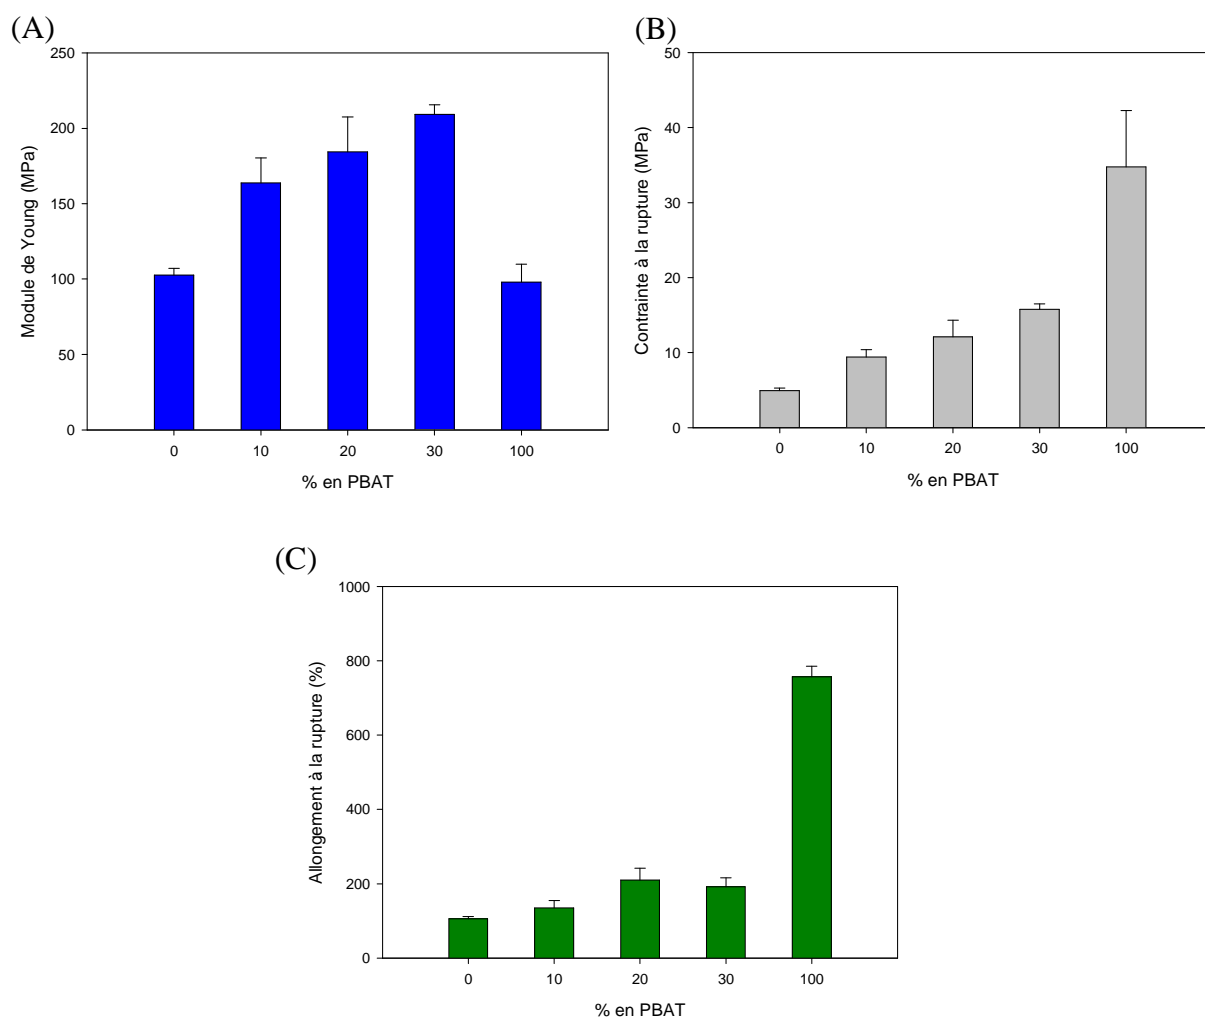 (A)
250
200
150
100
50
0
Module de Young (MPa)
0 10 20 30 100
% en PBAT
(B)
50
40
30
20
10
0
Contrainte à la rupture (MPa)
0 10 20 30 100
% en PBAT
(C)
1000
800
600
400
200
0
Allongement à la rupture (%)
0 10 20 30 100
% en PBAT